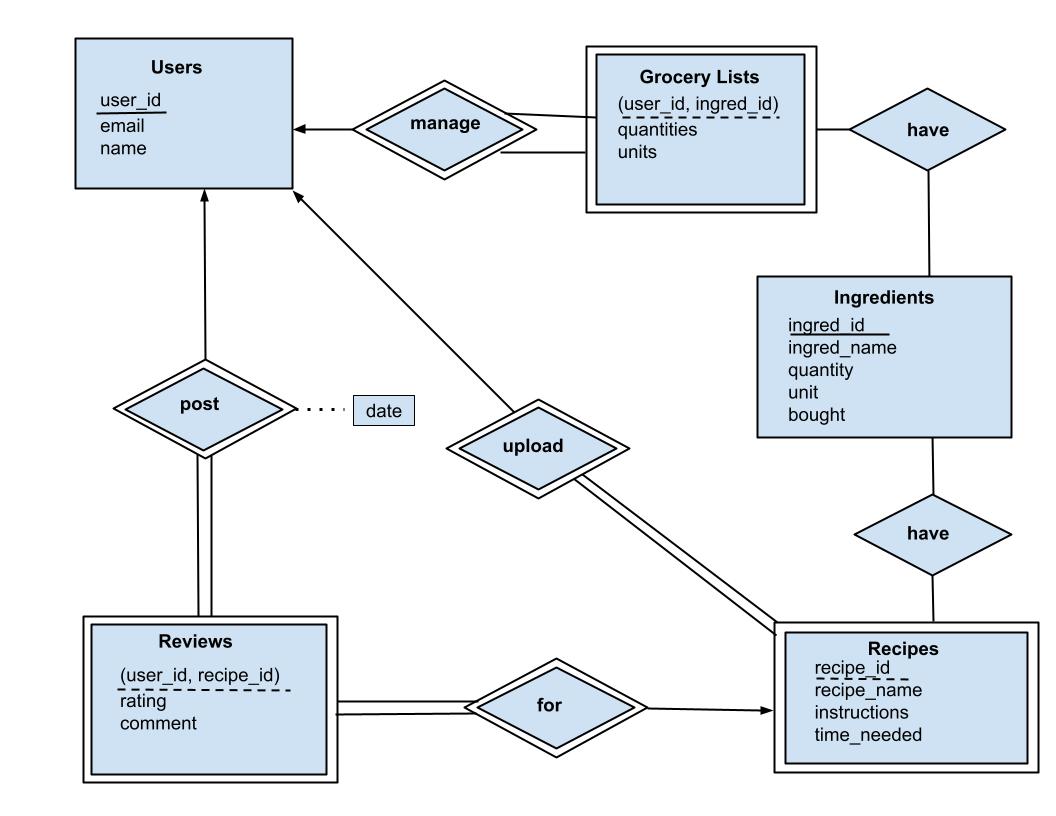 Users
user_id
email
name
manage
Grocery Lists
(user_id, ingred_id)
quantities
units
have
Ingredients
ingred_id
ingred_name
quantity
unit
bought
post
date
upload
have
Reviews
(user_id, recipe_id)
rating
comment
for
Recipes
recipe_id
recipe_name
instructions
time_needed